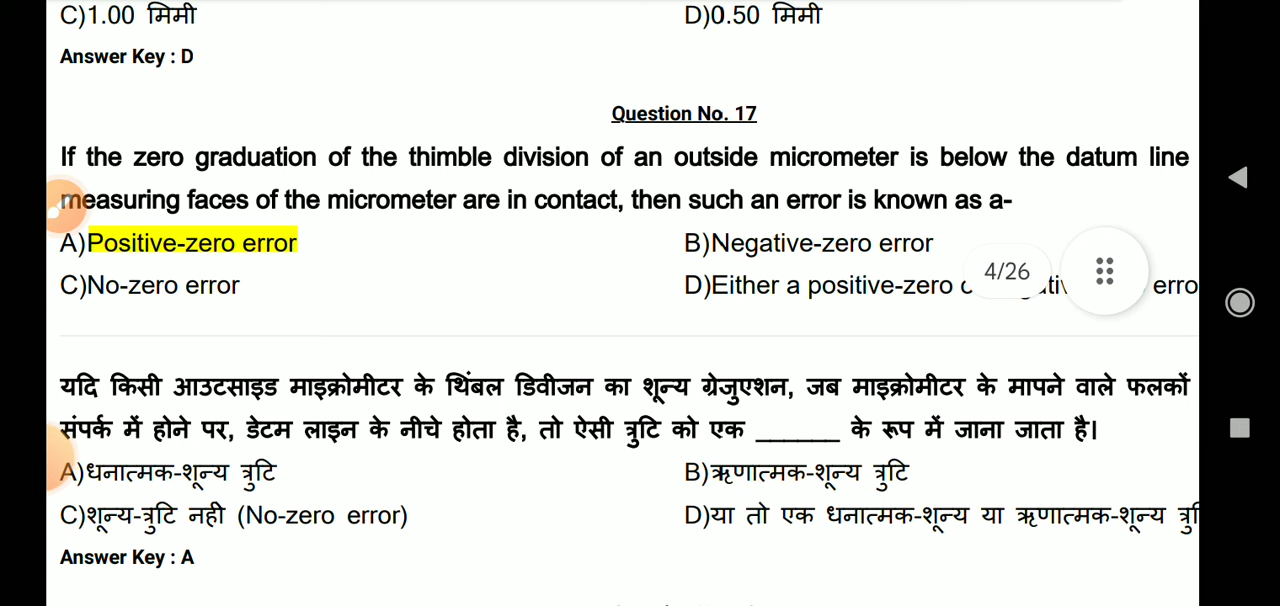 C)1.00 मिमी
D)0.50 मिमी
Answer Key : D
Question No. 17
If the zero graduation of the thimble division of an outside micrometer is below the datum line
measuring faces of the micrometer are in contact, then such an error is known as a-
A)Positive-zero error
B)Negative-zero error
C)No-zero error
D)Either a positive-zero
4/26
यदि किसी आउटसाइड माइक्रोमीटर के थिंबल डिवीजन का शून्य ग्रेजुएशन, जब माइक्रोमीटर के मापने वाले फलकों
संपर्क में होने पर, डेटम लाइन के नीचे होता है, तो ऐसी त्रुटि को एक ______ के रूप में जाना जाता है।
A)धनात्मक-शून्य त्रुटि
B)ऋणात्मक-शून्य त्रुटि
C)शून्य-त्रुटि नही (No-zero error)
D)या तो एक धनात्मक-शून्य या ऋणात्मक-शून्य
Answer Key : A